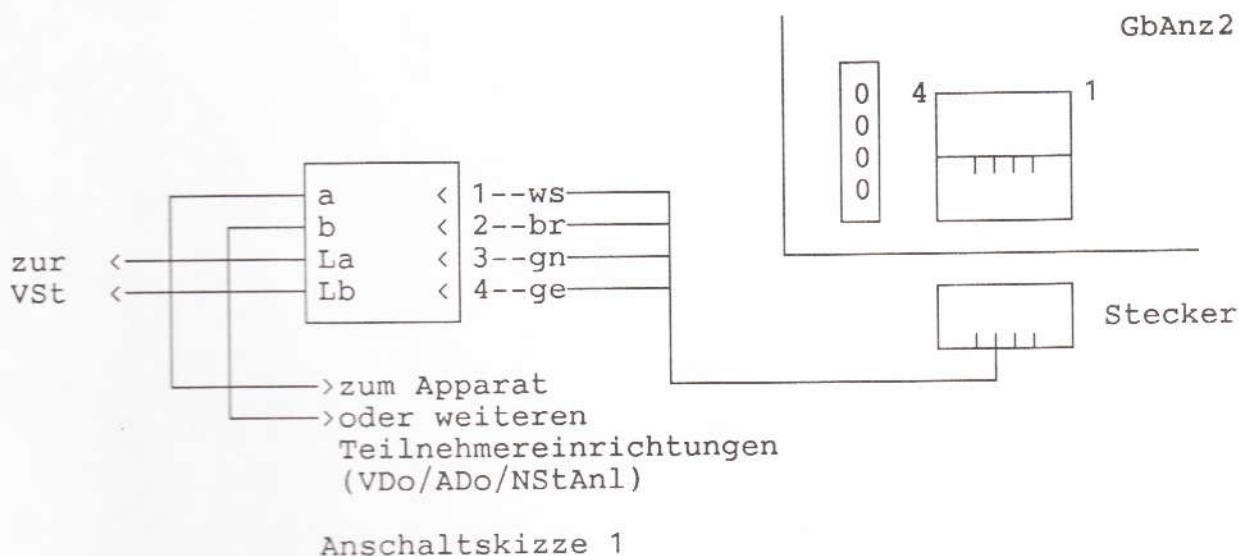 GbAnz2
0 4 1
0
0
0
a < 1--ws
b < 2--br
zur < La < 3--gn
VSt < Lb < 4--ge
Stecker
>zum Apparat
>oder weiteren
Teilnehmereinrichtungen
(VDo/ADo/NStAnl)
Anschaltskizze 1